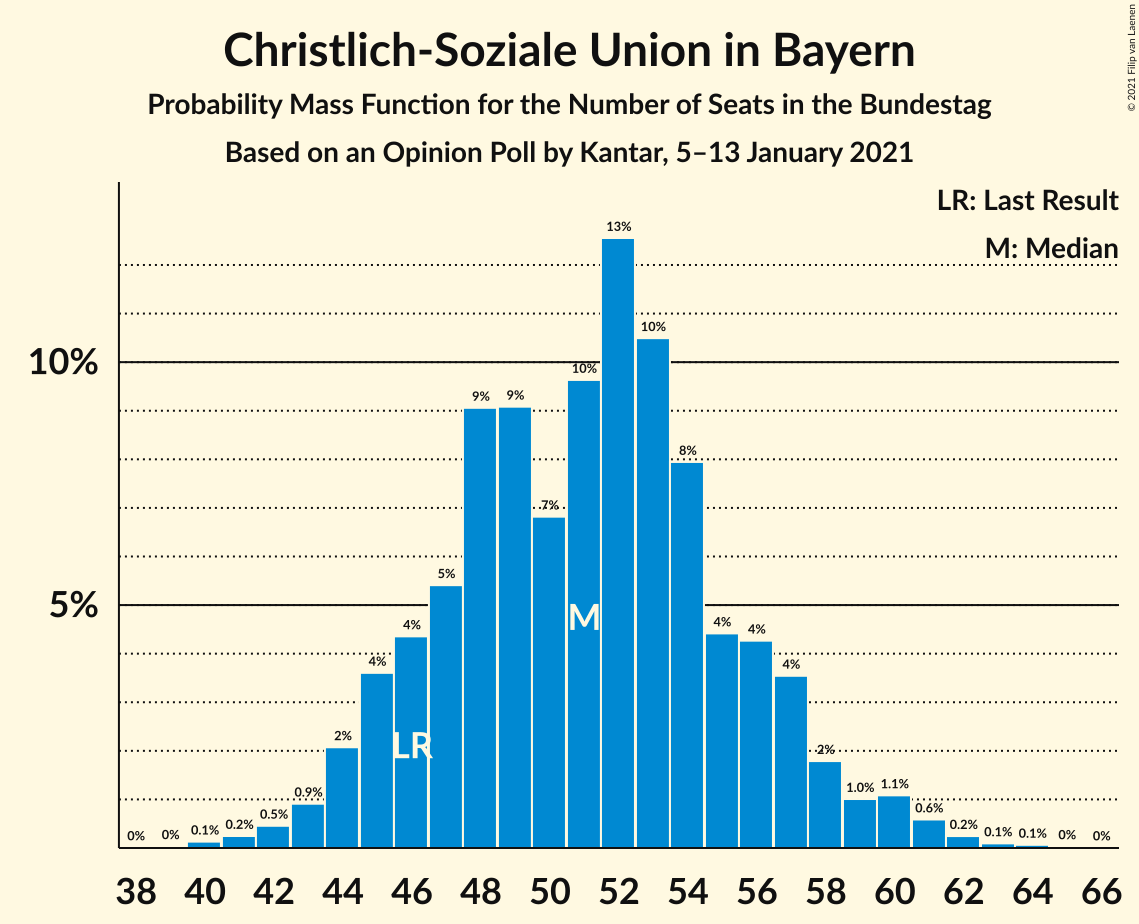 Christlich-Soziale Union in Bayern
Probability Mass Function for the Number of Seats in the Bundestag
Based on an Opinion Poll by Kantar, 5–13 January 2021
© 2021 Filip van Laenen
LR: Last Result
M: Median
10%
5%
0% 0% 0.1% 0.2% 0.5% 0.9% 2% 4% 4% 5% 9% 9% 7% 10% 13% 10% 8% 4% 4% 4% 2% 1.0% 1.1% 0.6% 0.2% 0.1% 0.1% 0% 0%
M
LR
38 40 42 44 46 48 50 52 54 56 58 60 62 64 66